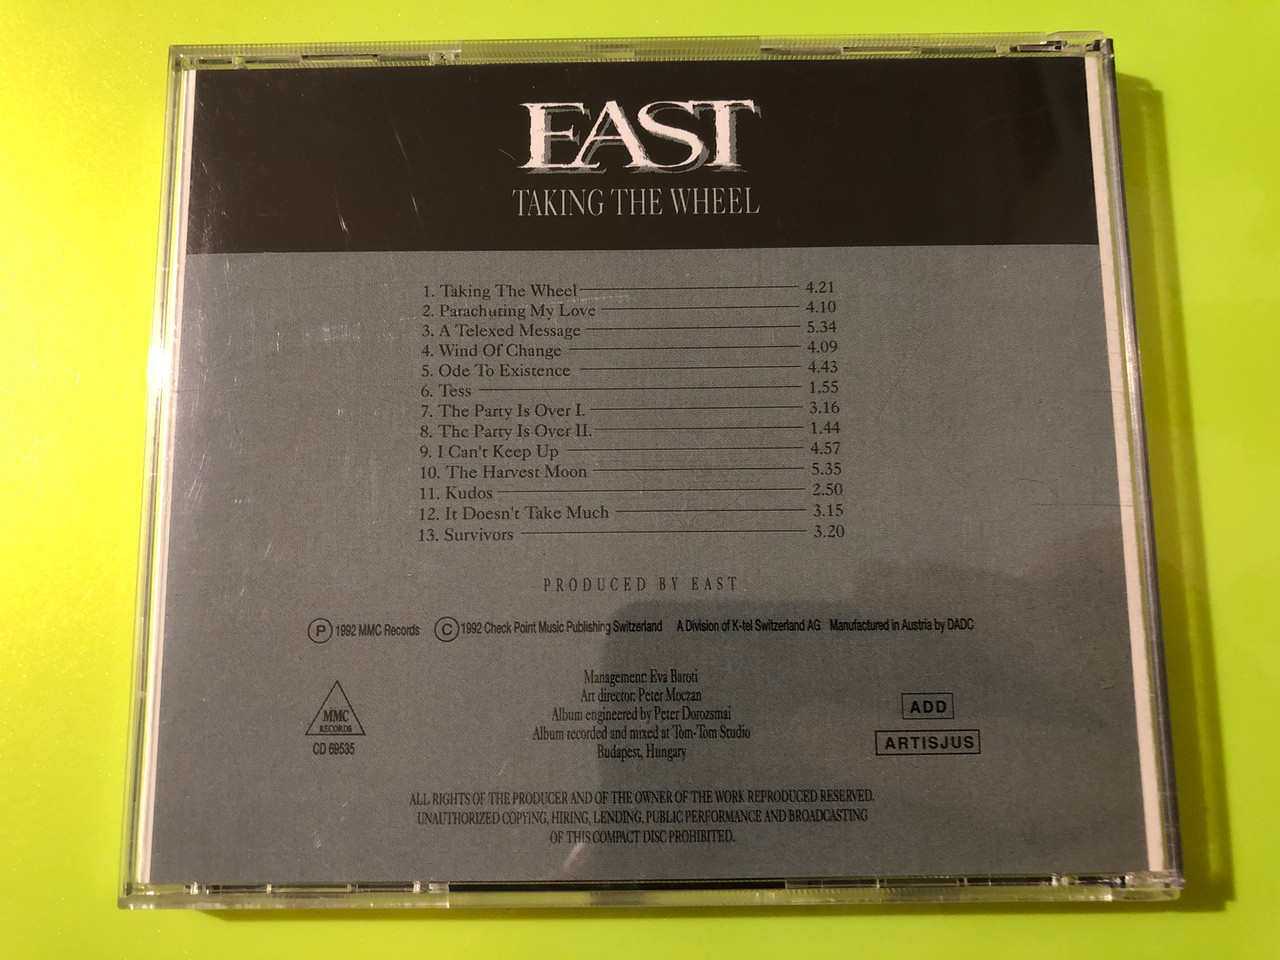 EAST
TAKING THE WHEEL
1. Taking The Wheel 4.21
2. Parachuting My Love 4.10
3. A Telexed Message 5.34
4. Wind Of Change 4.09
5. Ode To Existence 4.43
6. Tess 1.55
7. The Party Is Over I. 3.16
8. The Party Is Over II. 1.44
9. I Can't Keep Up 4.57
10. The Harvest Moon 5.35
11. Kudos 2.50
12. It Doesn't Take Much 3.15
13. Survivors 3.20
PRODUCED BY EAST
Ⓟ 1992 MMC Records © 1992 Check Point Music Publishing Switzerland A Division of K-tel Switzerland AG Manufactured in Austria by DADC
MMC
RECORDS
CD 69535
Management: Eva Baroti
Art director: Peter Moczan
Album engineered by Peter Dorozsmai
Album recorded and mixed at Tom-Tom Studio
Budapest, Hungary
ADD
ARTISJUS
ALL RIGHTS OF THE PRODUCER AND OF THE OWNER OF THE WORK REPRODUCED RESERVED.
UNAUTHORIZED COPYING, HIRING, LENDING, PUBLIC PERFORMANCE AND BROADCASTING
OF THIS COMPACT DISC PROHIBITED.